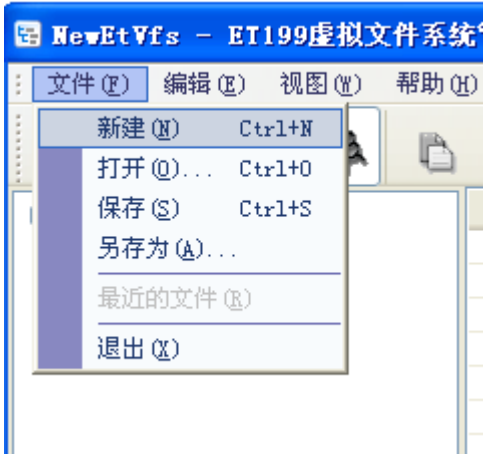 NewEtVfs - ET199虚拟文件系统
文件(F) 编辑(E) 视图(W) 帮助(H)
新建(N) Ctrl+N
打开(O)... Ctrl+O
保存(S) Ctrl+S
另存为(A)...
最近的文件(R)
退出(X)